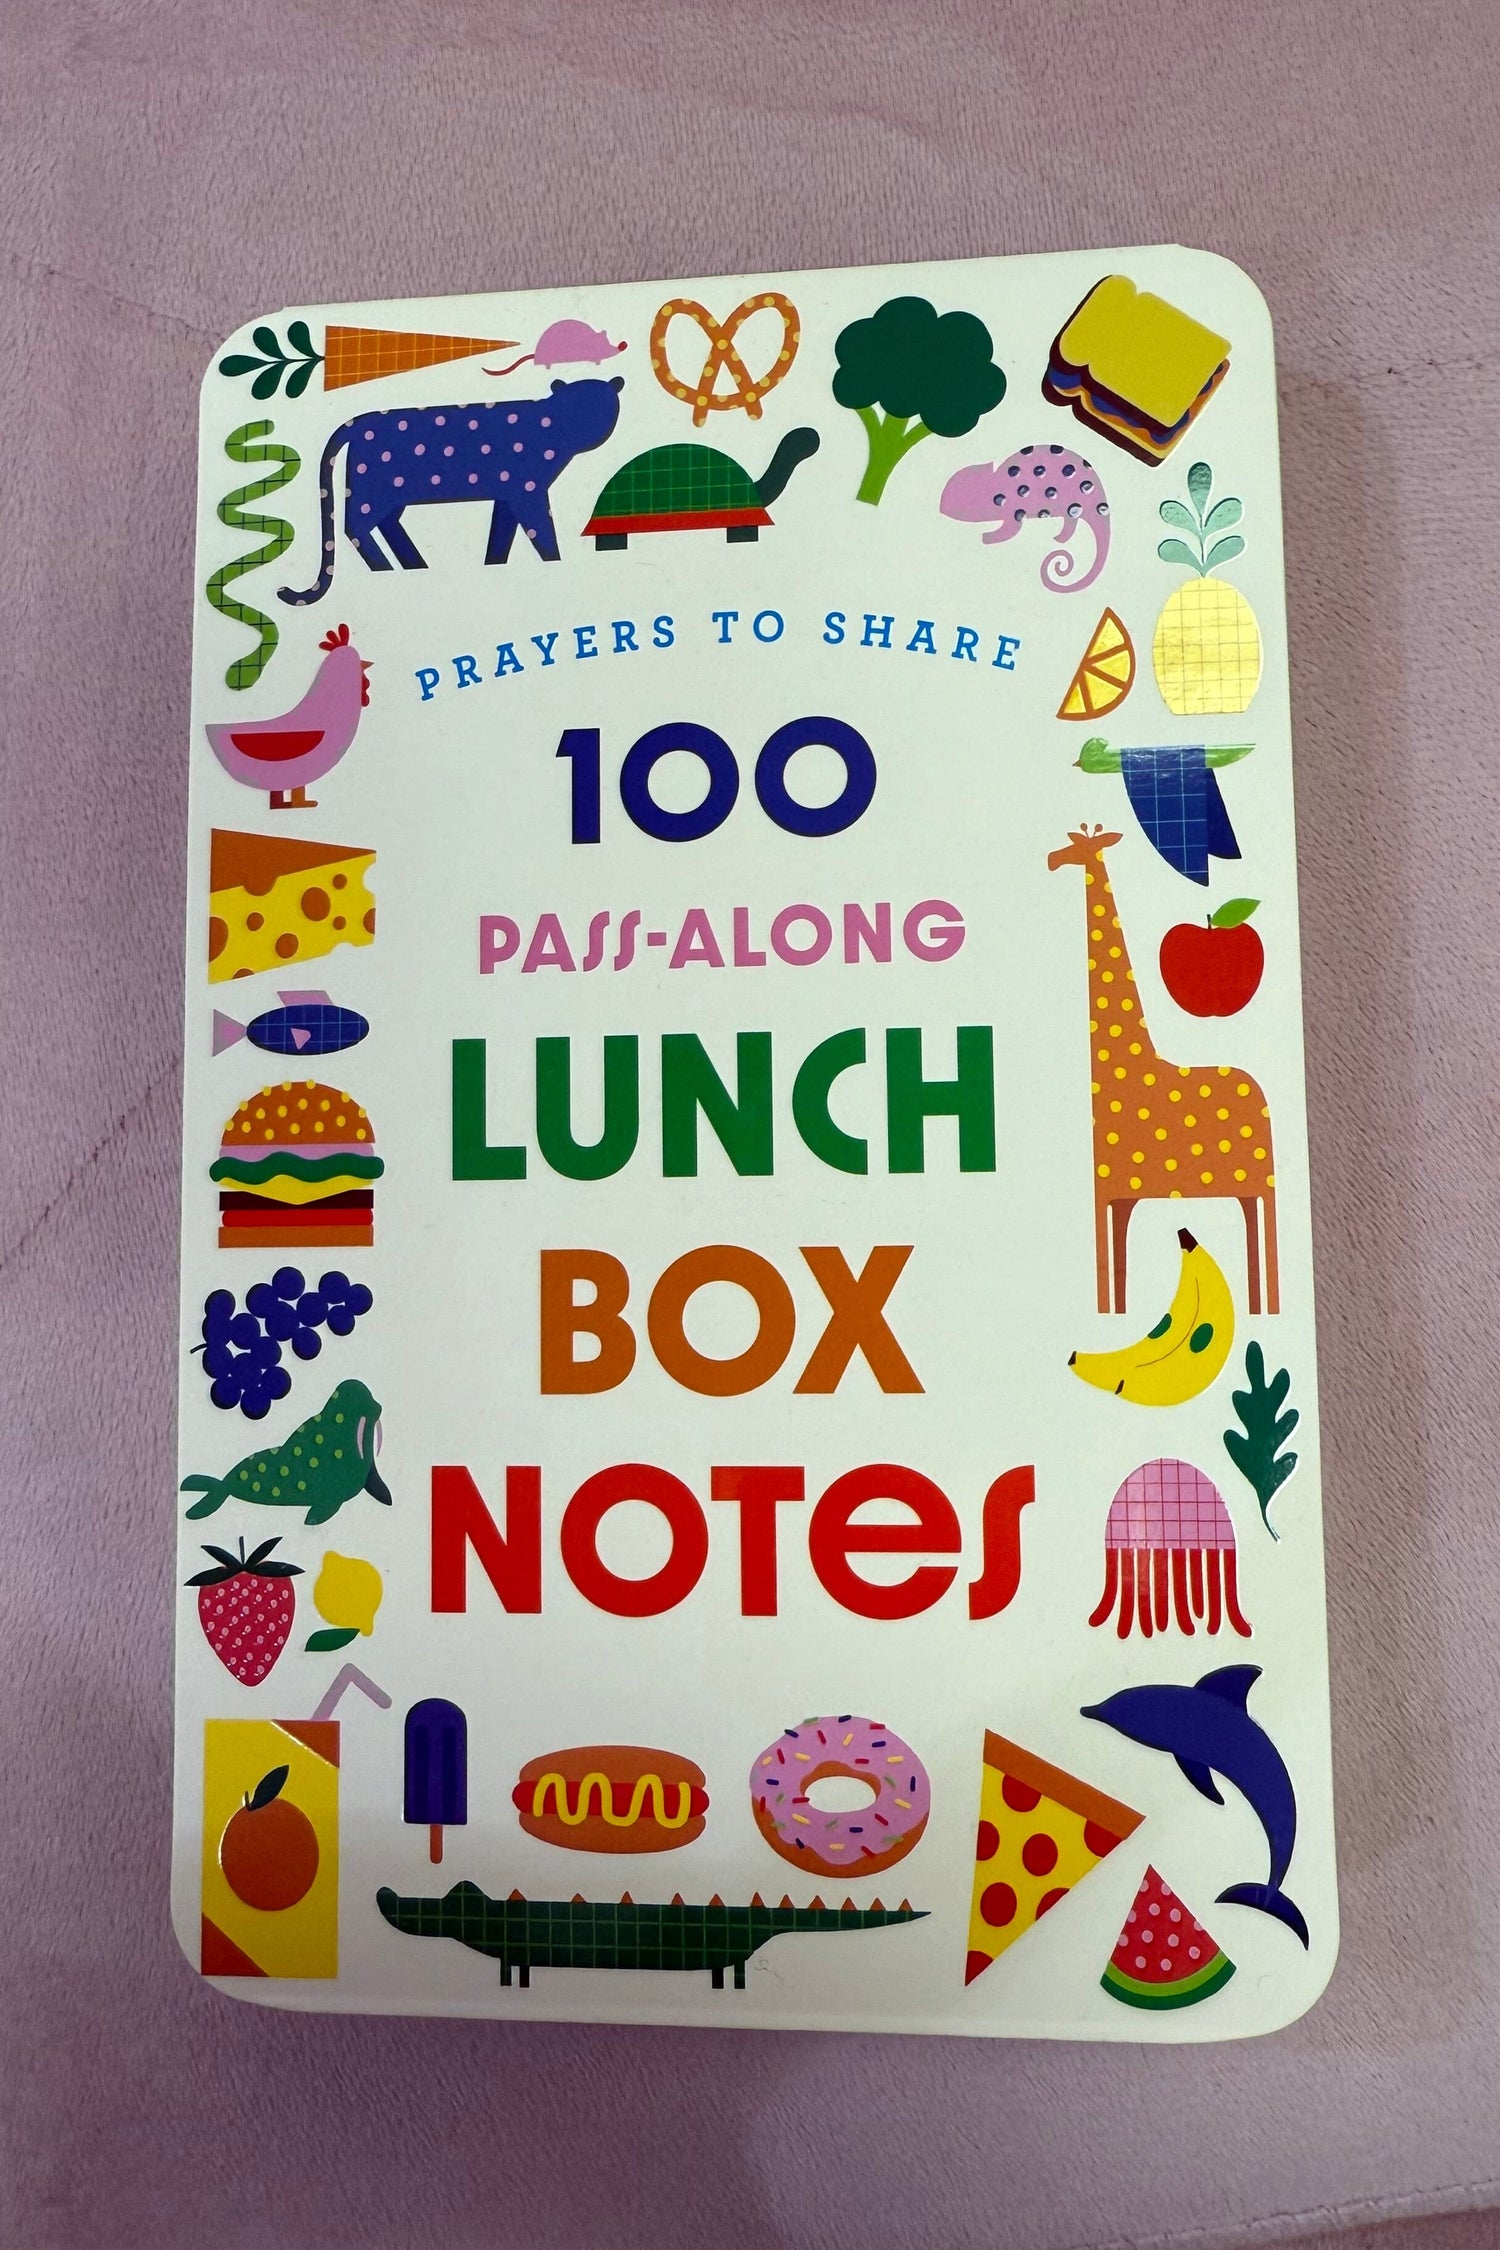 PRAYERS TO SHARE
100
PASS-ALONG
LUNCH
BOX
NOTES